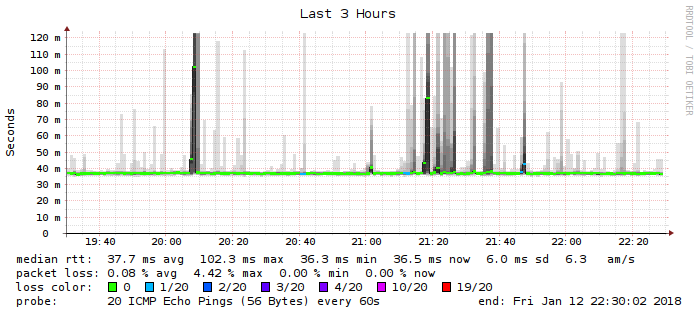 Last 3 Hours
RRDTOOL / TOBI OETIKER
Seconds
120 m
110 m
100 m
90 m
80 m
70 m
60 m
50 m
40 m
30 m
20 m
10 m
0
19:40 20:00 20:20 20:40 21:00 21:20 21:40 22:00 22:20
median rtt: 37.7 ms avg 102.3 ms max 36.3 ms min 36.5 ms now 6.0 ms sd 6.3 am/s
packet loss: 0.08 % avg 4.42 % max 0.00 % min 0.00 % now
loss color: 0 1/20 2/20 3/20 4/20 10/20 19/20
probe: 20 ICMP Echo Pings (56 Bytes) every 60s end: Fri Jan 12 22:30:02 2018